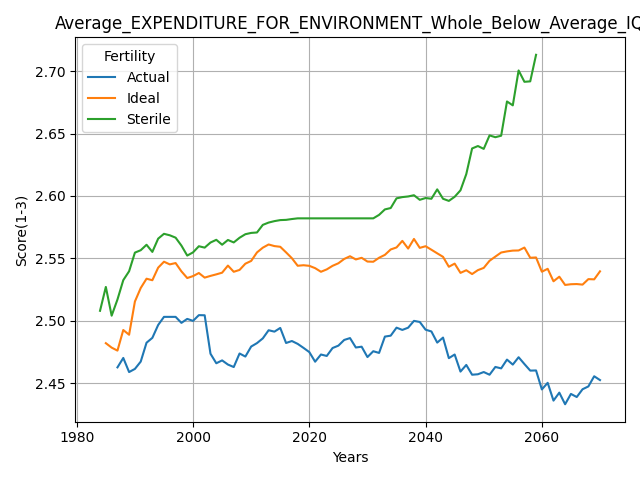 Average_EXPENDITURE_FOR_ENVIRONMENT_Whole_Below_Average_IQ
Fertility
Actual
Ideal
Sterile
Score(1-3)
2.70
2.65
2.60
2.55
2.50
2.45
1980
2000
2020
2040
2060
Years